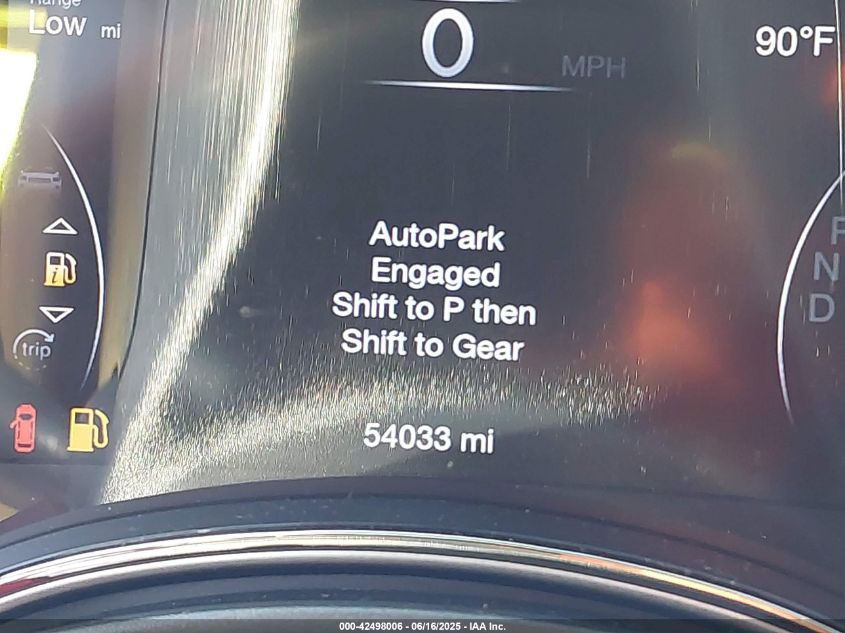 Range
Low mi
0
MPH
90°F
AutoPark
Engaged
Shift to P then
Shift to Gear
N
D
trip
54033 mi
000-42498006 - 06/16/2025 - IAA Inc.